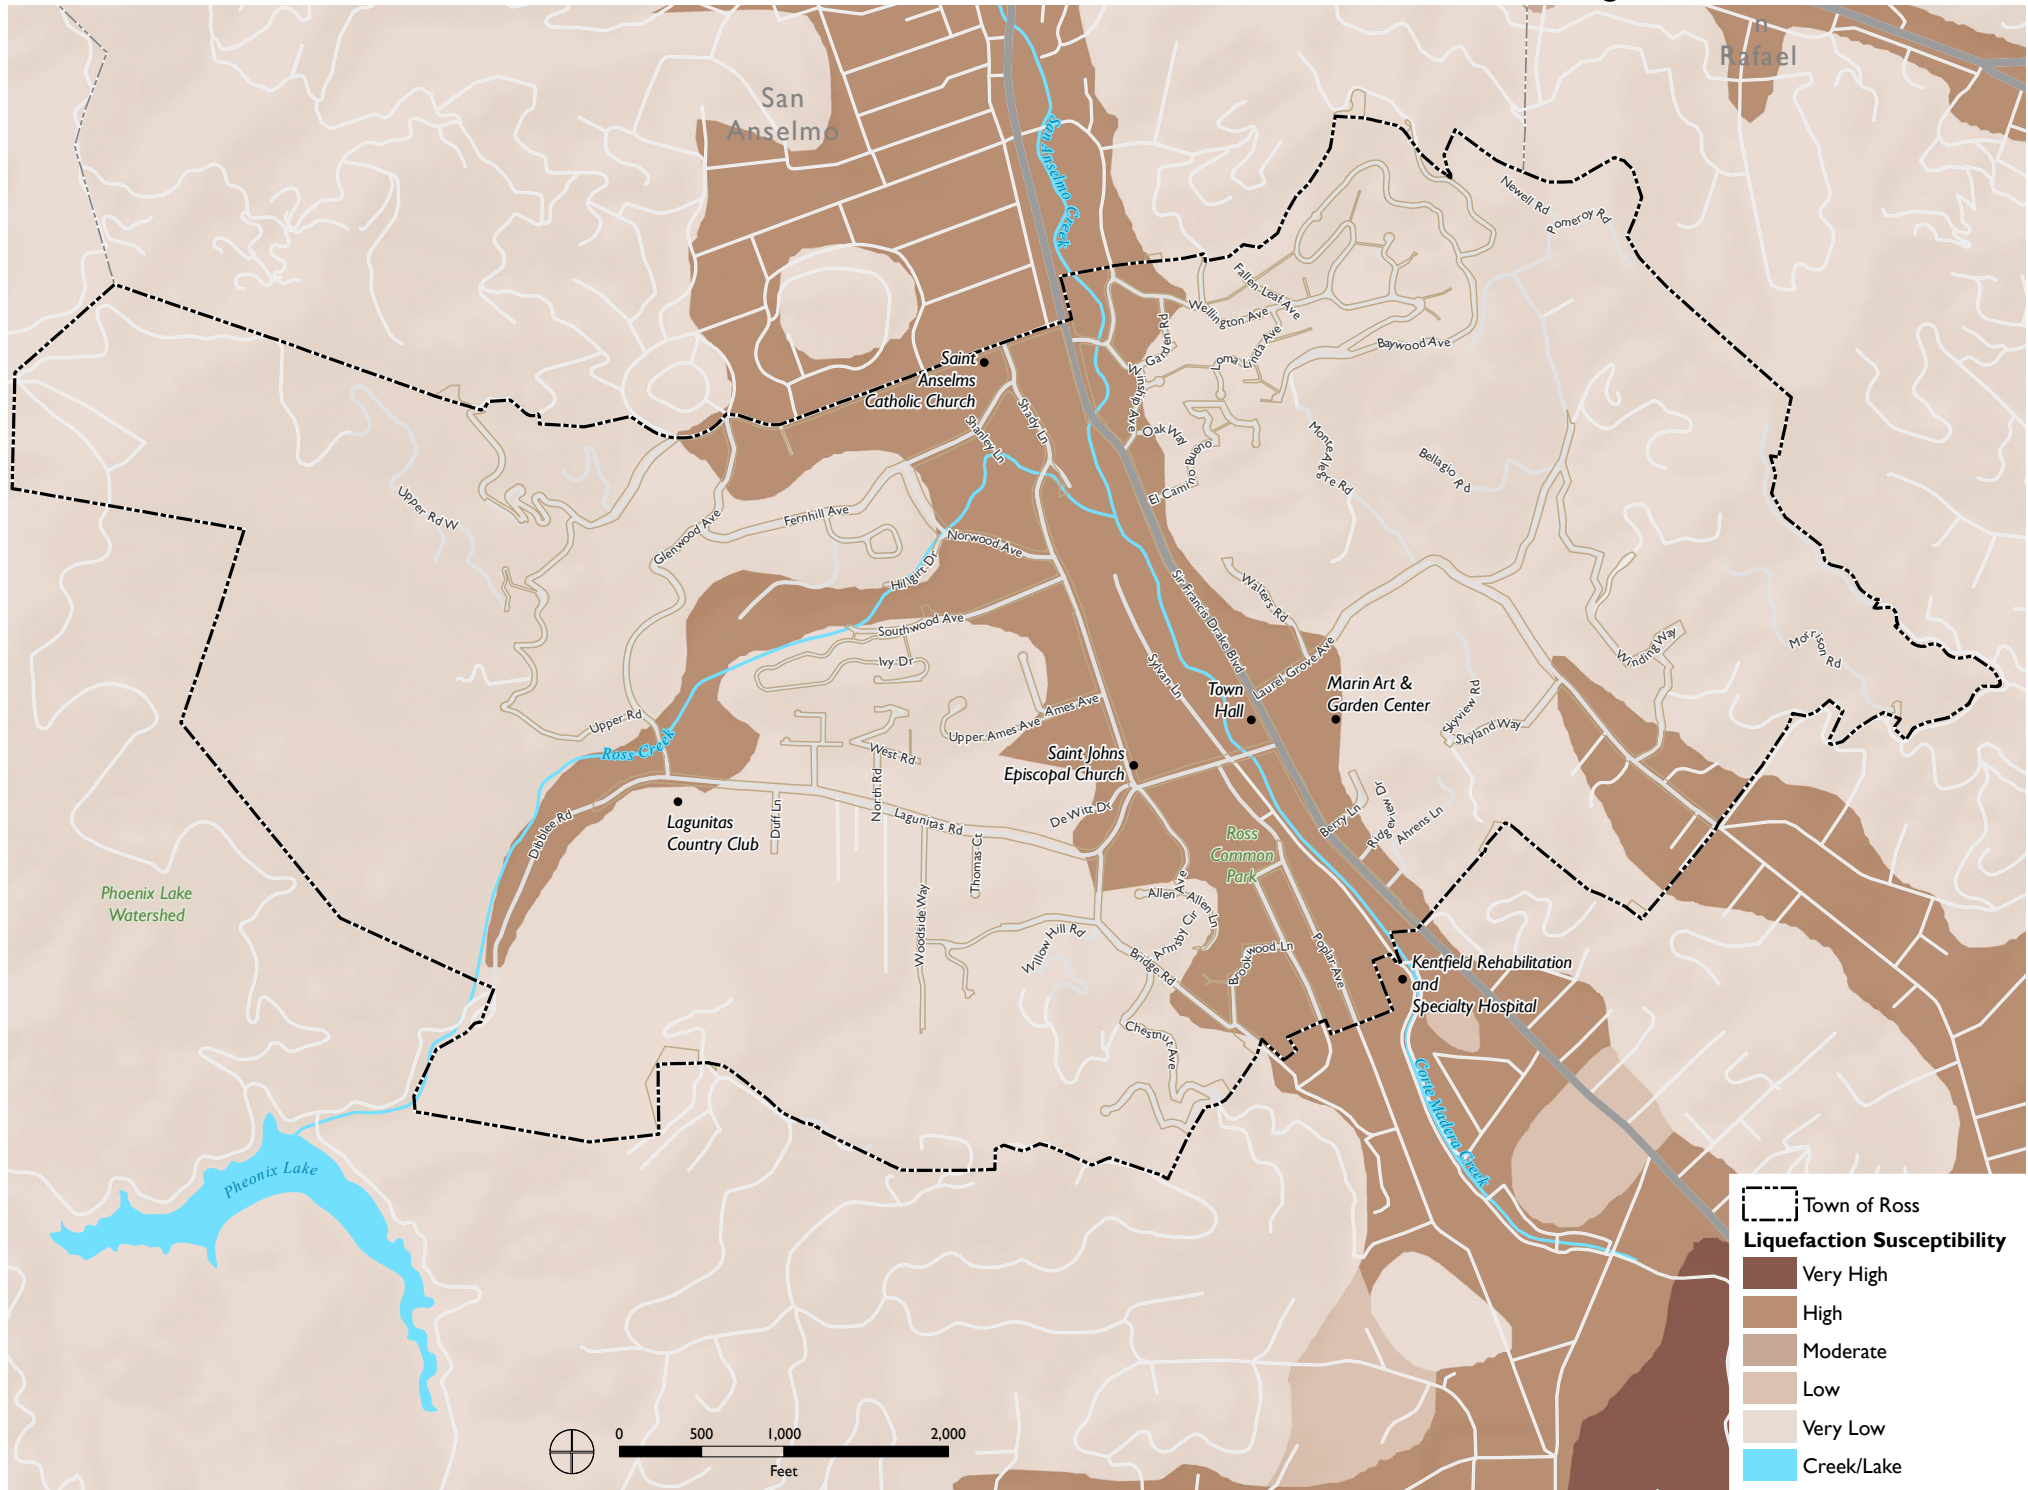 n
Rafael
San
Anselmo
San Anselmo Creek
Newell Rd
Pomeroy Rd
Fallen Leaf Ave
Wellington Ave
Garden Rd
Loma Linda Ave
Baywood Ave
Winship Ave
Saint
Anselms
Catholic Church
Shady Ln
Shanley Ln
Oak Way
El Camino Bueno
Monte Alegre Rd
Bellagio Rd
Upper Rd W
Glenwood Ave
Fernhill Ave
Norwood Ave
Hillgirt Dr
Southwood Ave
Ivy Dr
Sir Francis Drake Blvd
Walters Rd
Laurel Grove Ave
Winding Way
Morrison Rd
Sylvan Ln
Town
Hall
Marin Art &
Garden Center
Skyview Rd
Skyland Way
Upper Rd
Ross Creek
Upper Ames Ave
Ames Ave
West Rd
North Rd
Saint Johns
Episcopal Church
Lagunitas
Country Club
Duff Ln
Dibblee Rd
Lagunitas Rd
De Witt Dr
Thomas Ct
Berry Ln
Ridgeview Dr
Ahrens Ln
Ross
Common
Park
Phoenix Lake
Watershed
Woodside Way
Willow Hill Rd
Allen Ave
Allen Ln
Armsby Cir
Bridge Rd
Brookwood Ln
Poplar Ave
Kentfield Rehabilitation
and
Specialty Hospital
Chestnut Ave
Corte Madera Creek
Pheonix Lake
Town of Ross
Liquefaction Susceptibility
Very High
High
Moderate
Low
Very Low
Creek/Lake
0 500 1,000 2,000
Feet